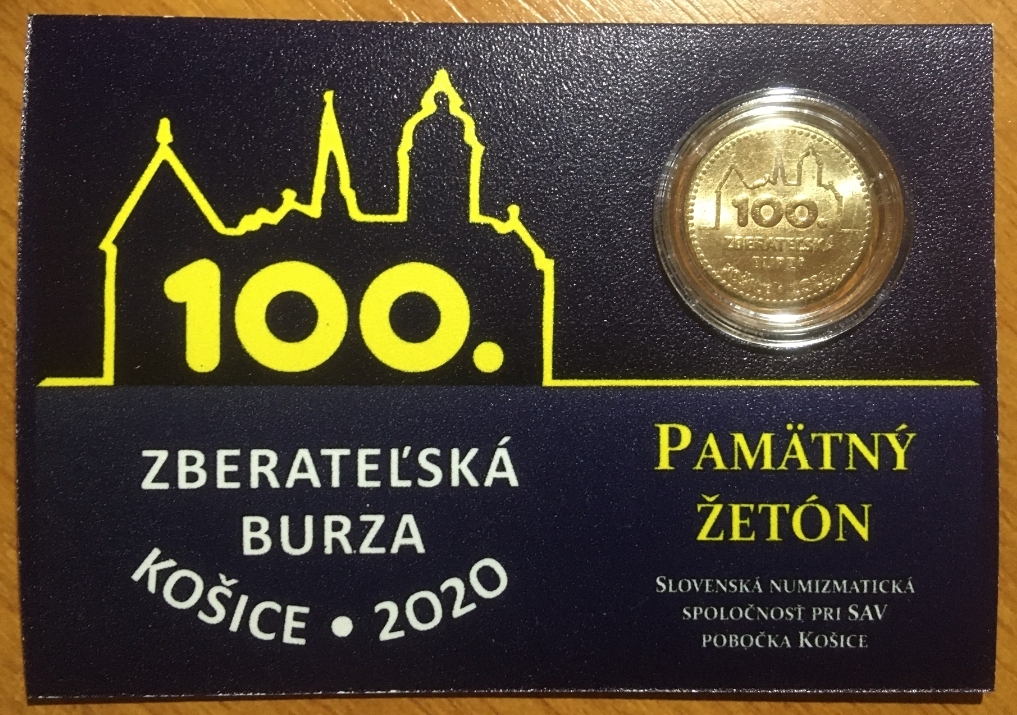 100.
ZBERATEĽSKÁ
BURZA
KOŠICE • 2020
100.
ZBERATEĽSKÁ
BURZA
PAMÄTNÝ
ŽETÓN
SLOVENSKÁ NUMIZMATICKÁ
SPOLOČNOSŤ PRI SAV
POBOČKA KOŠICE